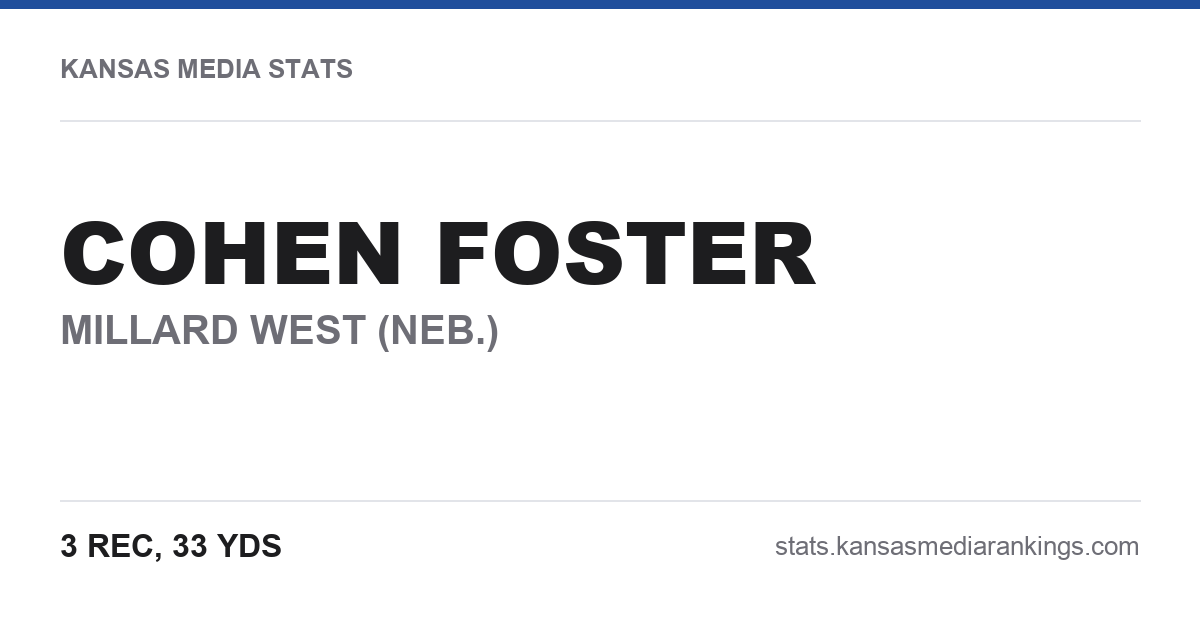 KANSAS MEDIA STATS
COHEN FOSTER
MILLARD WEST (NEB.)
3 REC, 33 YDS
stats.kansasmediarankings.com